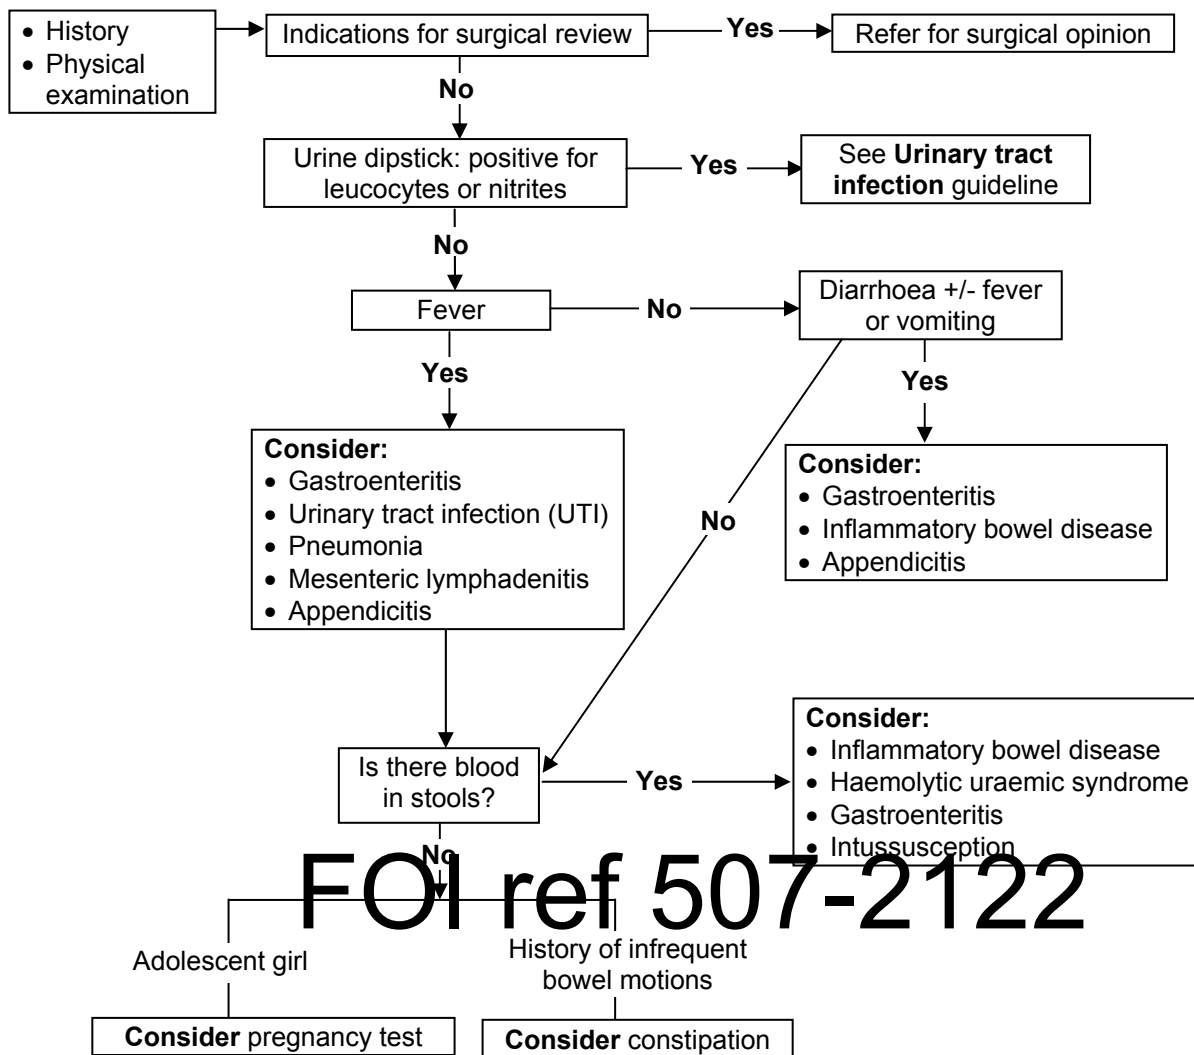 • History
• Physical
examination
Indications for surgical review
Yes
Refer for surgical opinion
No
Urine dipstick: positive for
leucocytes or nitrites
Yes
See Urinary tract
infection guideline
No
Fever
No
Diarrhoea +/- fever
or vomiting
Yes
Yes
Consider:
• Gastroenteritis
• Urinary tract infection (UTI)
• Pneumonia
• Mesenteric lymphadenitis
• Appendicitis
Consider:
• Gastroenteritis
• Inflammatory bowel disease
• Appendicitis
No
Is there blood
in stools?
Yes
Consider:
• Inflammatory bowel disease
• Haemolytic uraemic syndrome
• Gastroenteritis
• Intussusception
No
FOI ref 507-2122
Adolescent girl
History of infrequent
bowel motions
Consider pregnancy test
Consider constipation